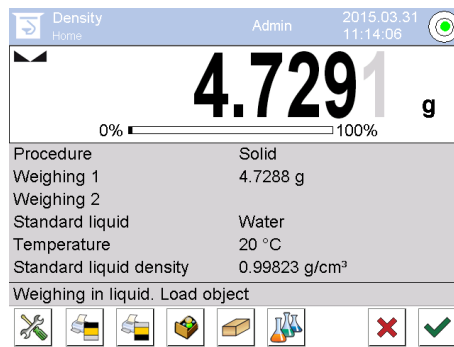 Density Admin 2015.03.31
Home 11:14:06
4.7291 g
0% 100%
Procedure Solid
Weighing 1 4.7288 g
Weighing 2
Standard liquid Water
Temperature 20 °C
Standard liquid density 0.99823 g/cm³
Weighing in liquid. Load object